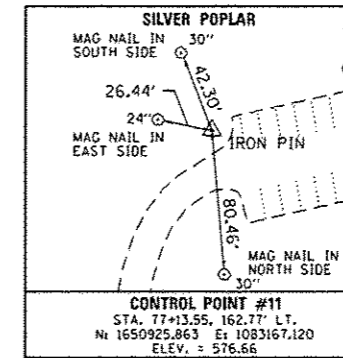 SILVER POPLAR
MAG NAIL IN
SOUTH SIDE
30"
42.30'
26.44'
24"
MAG NAIL IN
EAST SIDE
IRON PIN
80.46'
MAG NAIL IN
NORTH SIDE
30"
CONTROL POINT #11
STA. 77+13.55, 162.77' LT.
N: 1650925.863 E: 1083167.120
ELEV. = 576.66